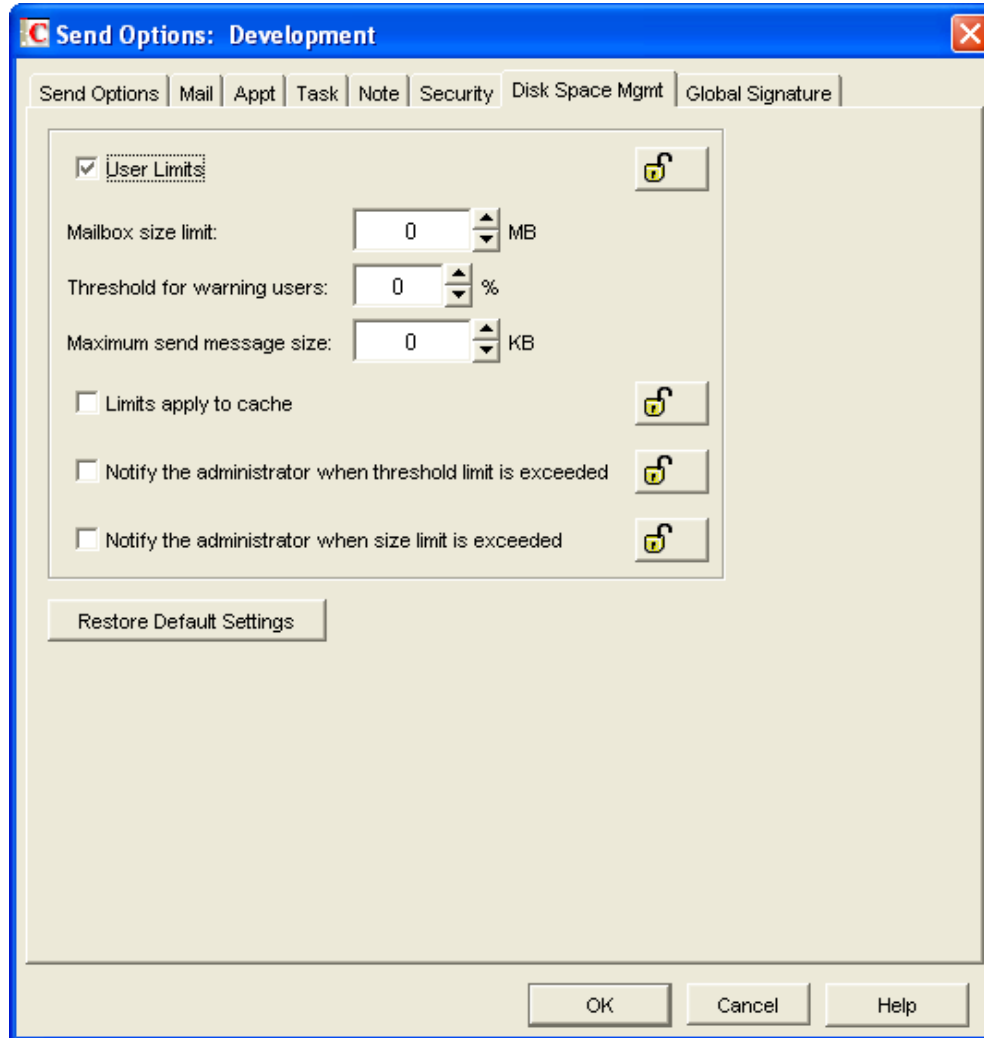 C Send Options: Development
Send Options Mail Appt Task Note Security Disk Space Mgmt Global Signature
User Limits
Mailbox size limit: 0 MB
Threshold for warning users: 0 %
Maximum send message size: 0 KB
Limits apply to cache
Notify the administrator when threshold limit is exceeded
Notify the administrator when size limit is exceeded
Restore Default Settings
OK Cancel Help